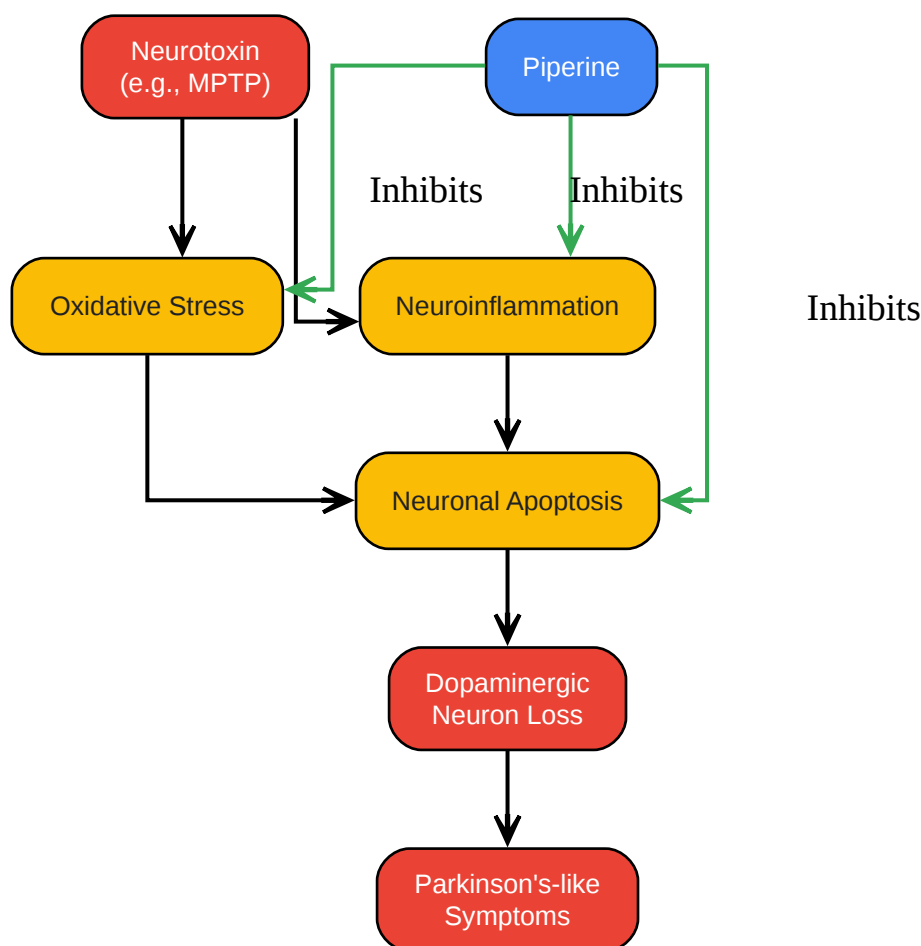 Neurotoxin
(e.g., MPTP)
Piperine
Inhibits
Inhibits
Oxidative Stress
Neuroinflammation
Inhibits
Neuronal Apoptosis
Dopaminergic
Neuron Loss
Parkinson's-like
Symptoms